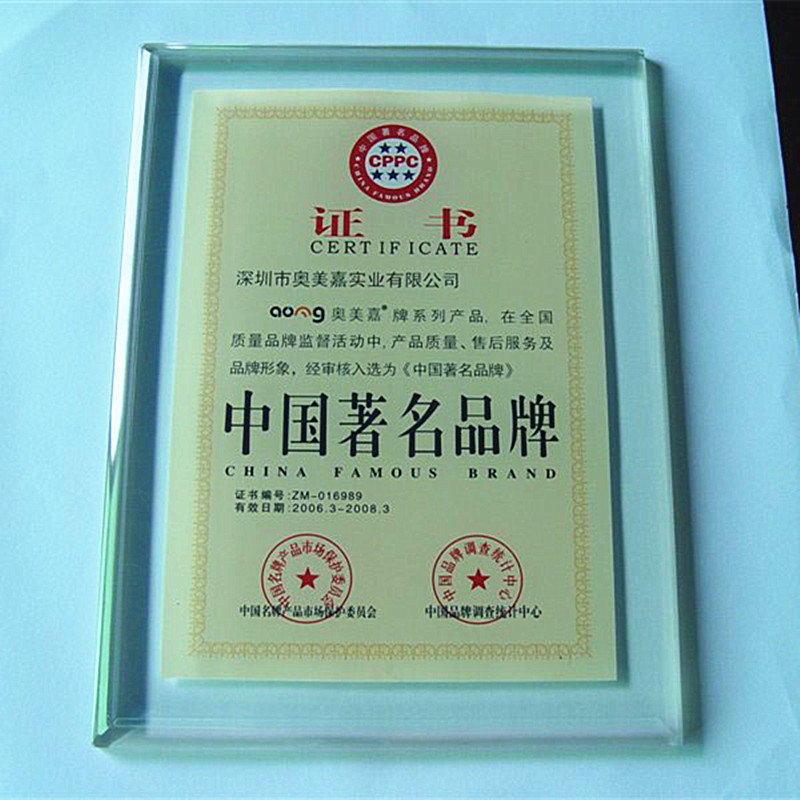 中国著名品牌
CPPC
CHINA FAMOUS BRAND
证 书
CERTIFICATE
深圳市奥美嘉实业有限公司
aomg 奥美嘉® 牌系列产品, 在全国
质量品牌监督活动中, 产品质量、售后服务及
品牌形象, 经审核入选为《中国著名品牌》
中国著名品牌
CHINA FAMOUS BRAND
证书编号:ZM-016989
有效日期:2006.3-2008.3
中国名牌产品市场保护委员会
中国品牌调查统计中心
中国名牌产品市场保护委员会
中国品牌调查统计中心